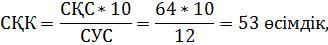 СҚК = СҚС * 10 / СУС = 64 * 10 / 12 = 53 өсімдік,